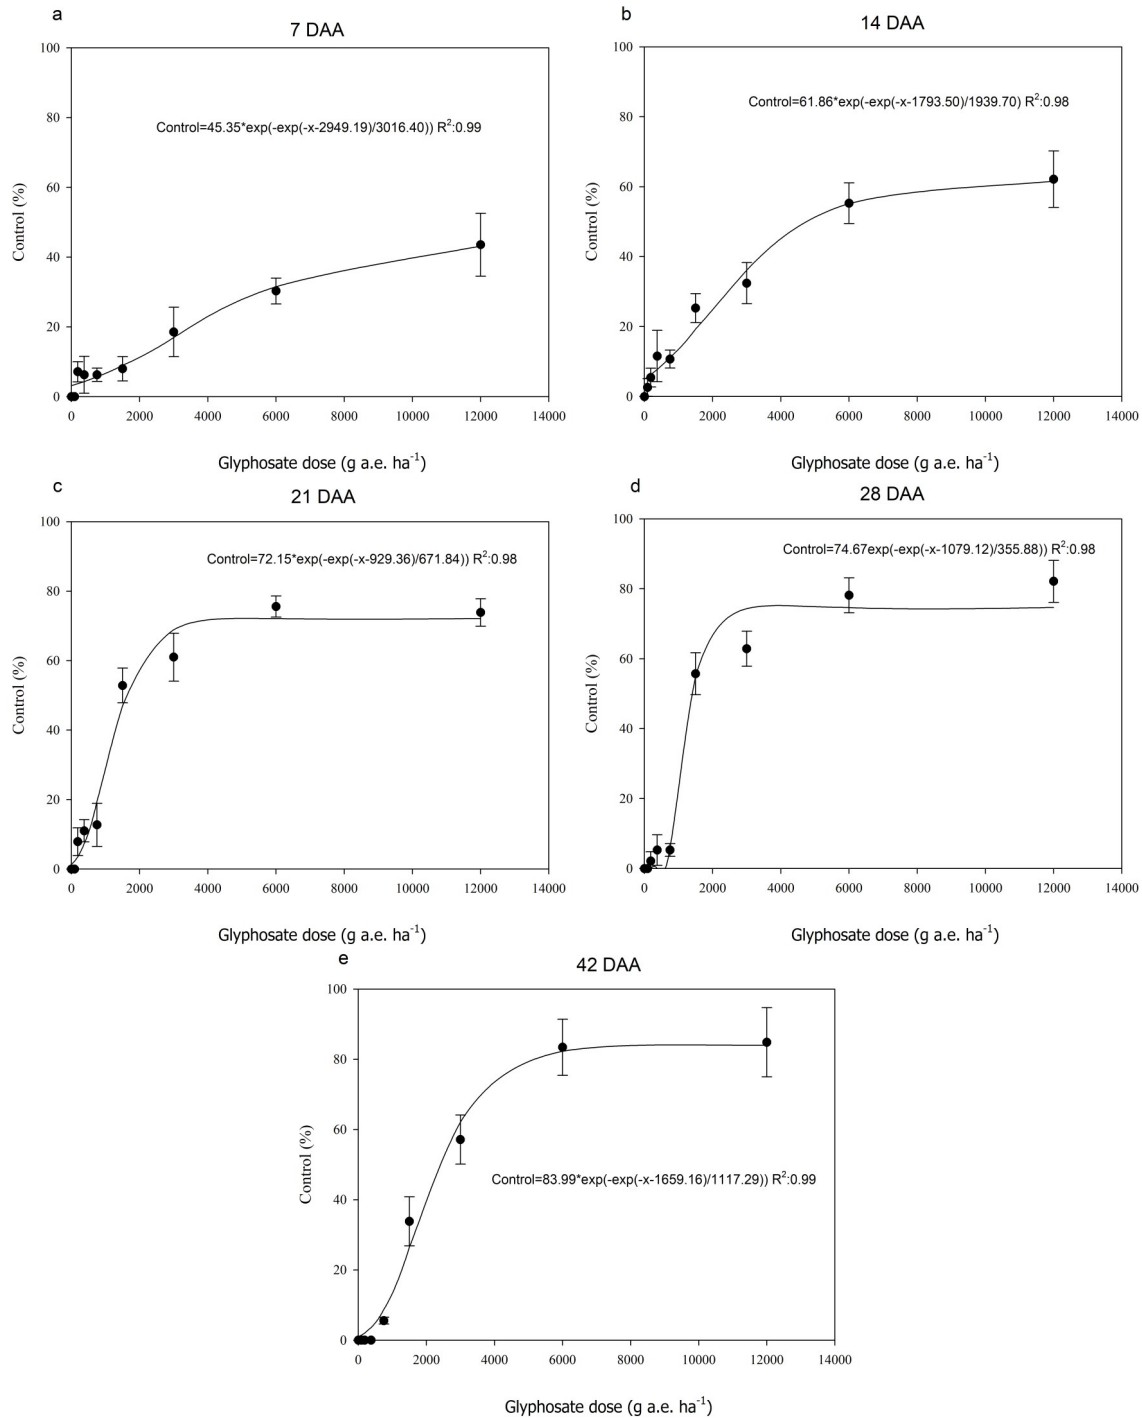 a
7 DAA
Control=45.35*exp(-exp(-x-2949.19)/3016.40)) R²:0.99
Control (%)
100
80
60
40
20
0
0 2000 4000 6000 8000 10000 12000 14000
Glyphosate dose (g a.e. ha⁻¹)
b
14 DAA
Control=61.86*exp(-exp(-x-1793.50)/1939.70) R²:0.98
Control (%)
100
80
60
40
20
0
0 2000 4000 6000 8000 10000 12000 14000
Glyphosate dose (g a.e. ha⁻¹)
c
21 DAA
Control=72.15*exp(-exp(-x-929.36)/671.84)) R²:0.98
Control (%)
100
80
60
40
20
0
0 2000 4000 6000 8000 10000 12000 14000
Glyphosate dose (g a.e. ha⁻¹)
d
28 DAA
Control=74.67exp(-exp(-x-1079.12)/355.88)) R²:0.98
Control (%)
100
80
60
40
20
0
0 2000 4000 6000 8000 10000 12000 14000
Glyphosate dose (g a.e. ha⁻¹)
e
42 DAA
Control=83.99*exp(-exp(-x-1659.16)/1117.29)) R²:0.99
Control (%)
100
80
60
40
20
0
0 2000 4000 6000 8000 10000 12000 14000
Glyphosate dose (g a.e. ha⁻¹)